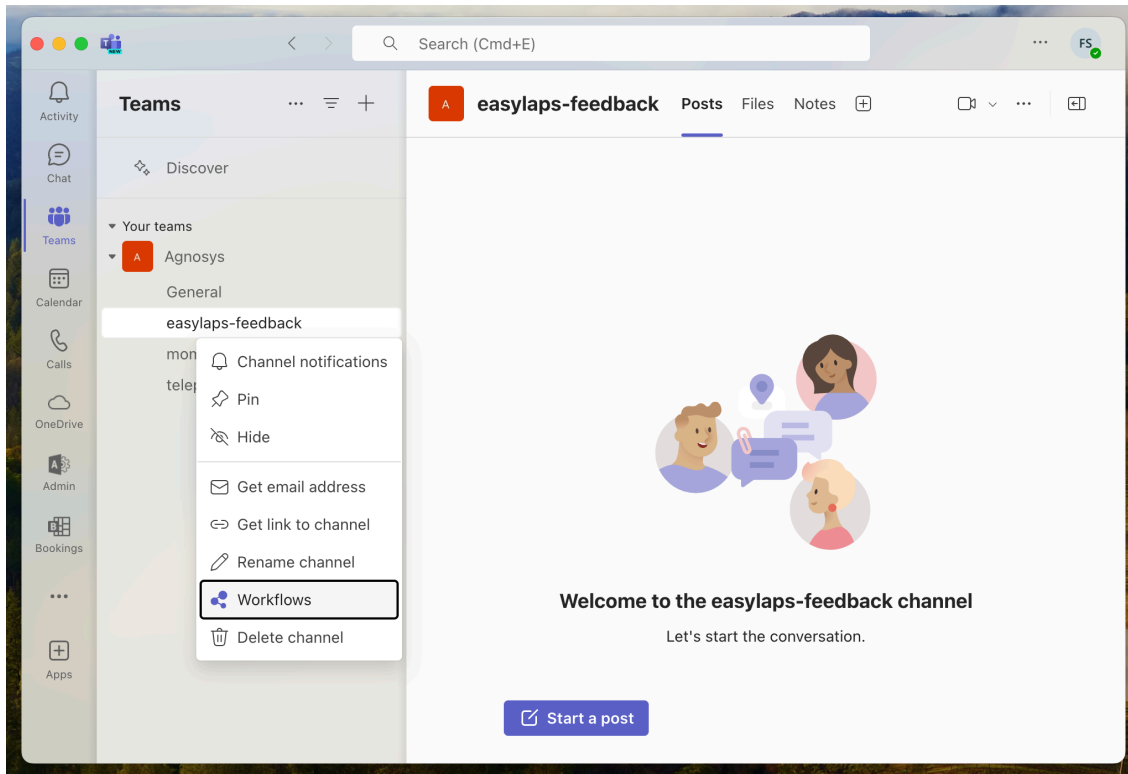 NEW
Search (Cmd+E)
FS
Activity
Chat
Teams
Calendar
Calls
OneDrive
Admin
Bookings
Apps
Teams
Discover
Your teams
A
Agnosys
General
easylaps-feedback
Channel notifications
Pin
Hide
Get email address
Get link to channel
Rename channel
Workflows
Delete channel
A
easylaps-feedback
Posts
Files
Notes
Welcome to the easylaps-feedback channel
Let's start the conversation.
Start a post